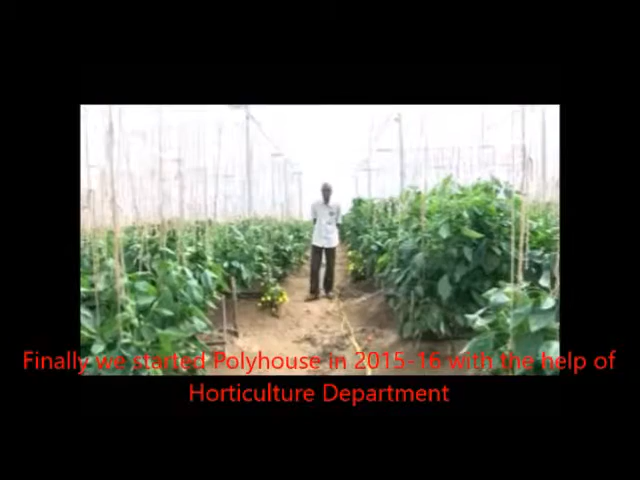 Finally we started Polyhouse in 2015-16 with the help of
Horticulture Department